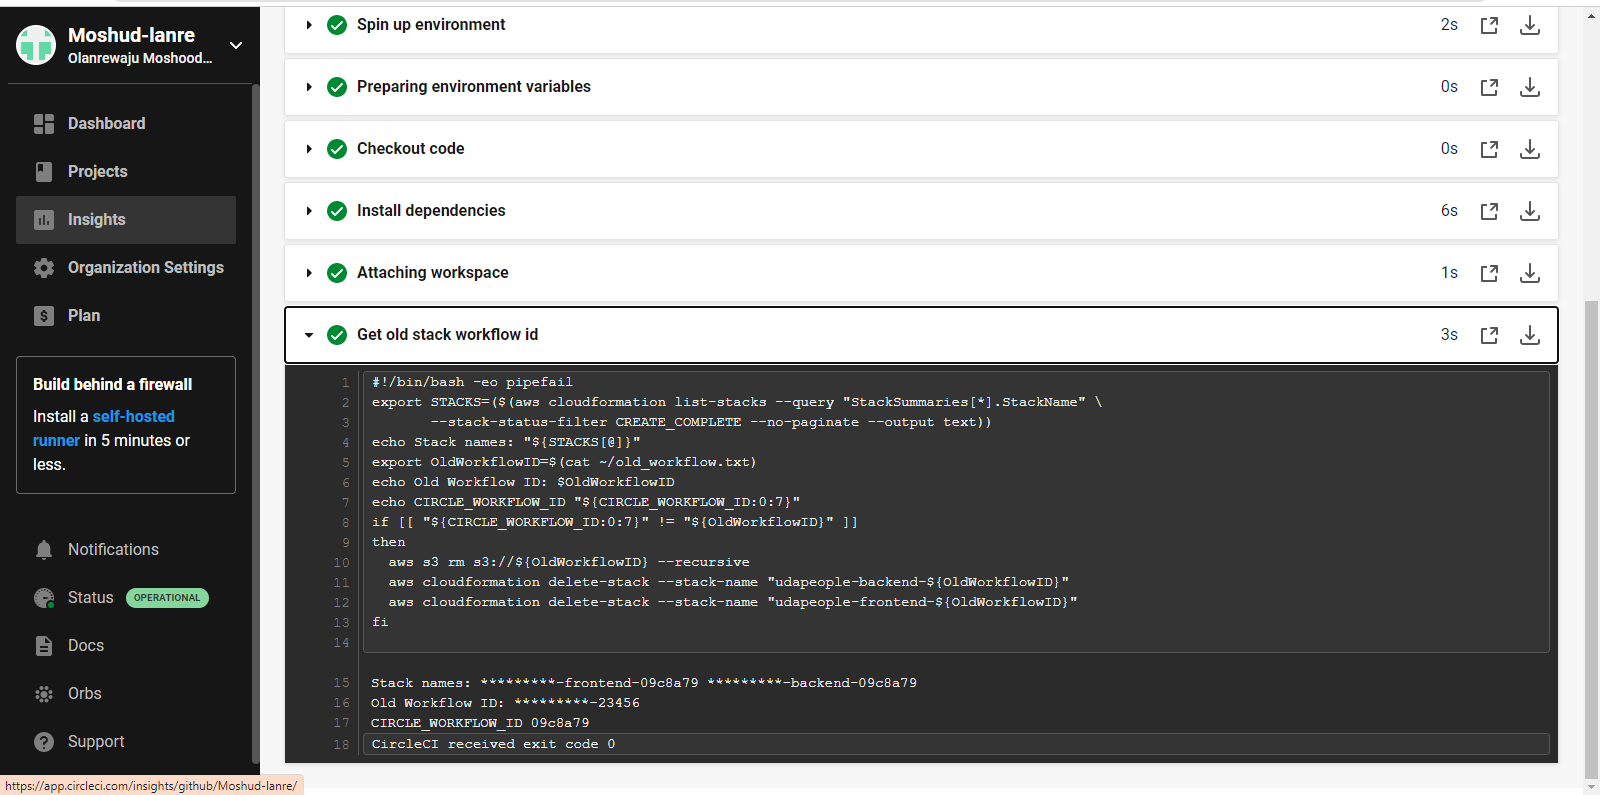 Moshud-lanre
Olanrewaju Moshood...
Dashboard
Projects
Insights
Organization Settings
Plan
Build behind a firewall
Install a self-hosted
runner in 5 minutes or
less.
Notifications
Status OPERATIONAL
Docs
Orbs
Support
Spin up environment 2s
Preparing environment variables 0s
Checkout code 0s
Install dependencies 6s
Attaching workspace 1s
Get old stack workflow id 3s
1 #!/bin/bash -eo pipefail
2 export STACKS=($(aws cloudformation list-stacks --query "StackSummaries[*].StackName" \
3        --stack-status-filter CREATE_COMPLETE --no-paginate --output text))
4 echo Stack names: "${STACKS[@]}"
5 export OldWorkflowID=$(cat ~/old_workflow.txt)
6 echo Old Workflow ID: $OldWorkflowID
7 echo CIRCLE_WORKFLOW_ID "${CIRCLE_WORKFLOW_ID:0:7}"
8 if [[ "${CIRCLE_WORKFLOW_ID:0:7}" != "${OldWorkflowID}" ]]
9 then
10   aws s3 rm s3://${OldWorkflowID} --recursive
11   aws cloudformation delete-stack --stack-name "udapeople-backend-${OldWorkflowID}"
12   aws cloudformation delete-stack --stack-name "udapeople-frontend-${OldWorkflowID}"
13 fi
14
15 Stack names: *********-frontend-09c8a79 *********-backend-09c8a79
16 Old Workflow ID: *********-23456
17 CIRCLE_WORKFLOW_ID 09c8a79
18 CircleCI received exit code 0
https://app.circleci.com/insights/github/Moshud-lanre/